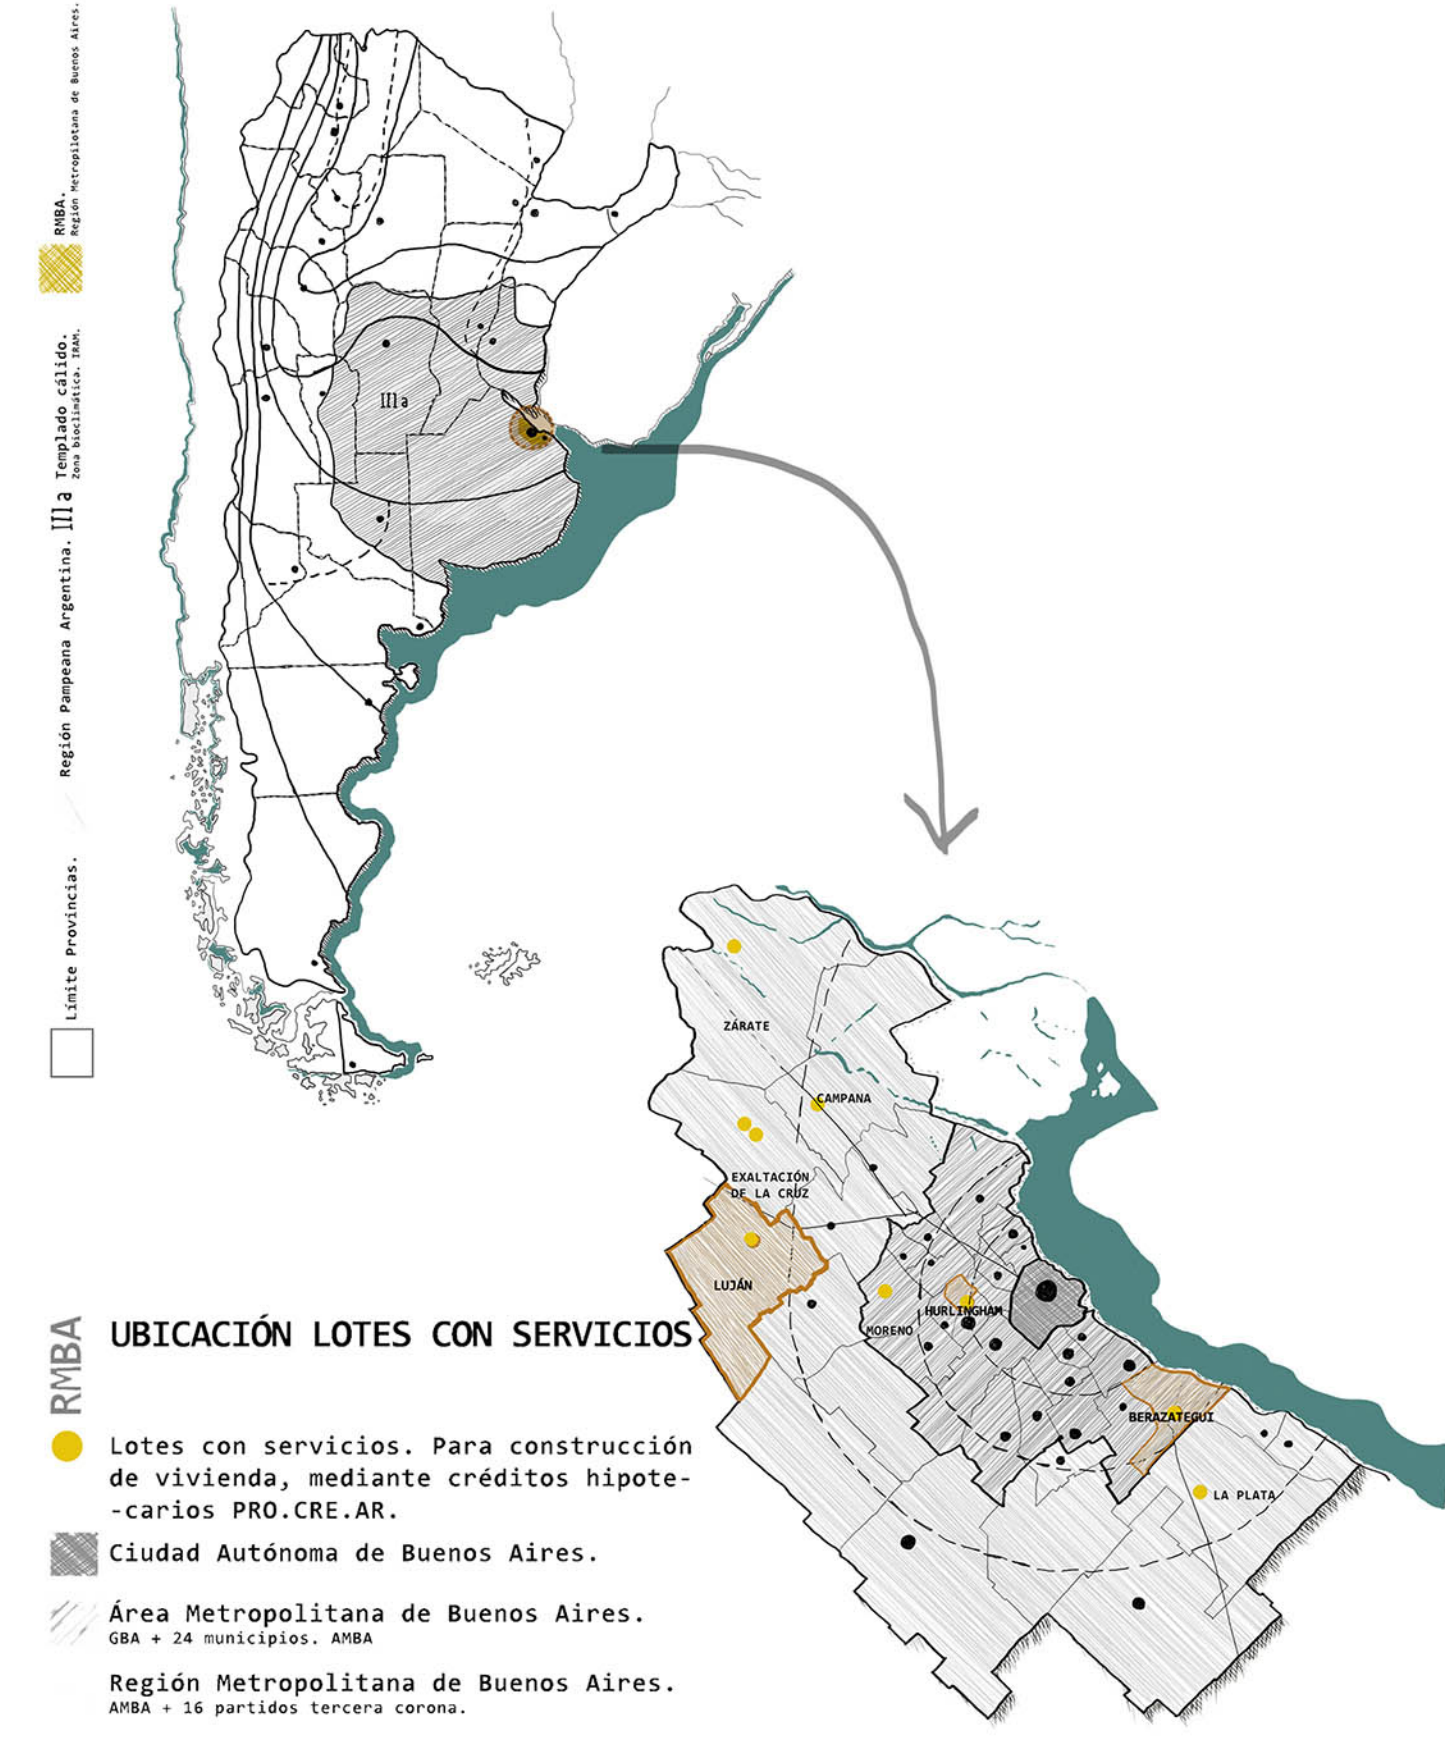 RMBA.
Región Metropilotana de Buenos Aires.
Región Pampeana Argentina. IIIa Templado cálido.
Zona bioclimática. IRAM.
Límite Provincias.
IIIa
ZÁRATE
CAMPANA
EXALTACIÓN
DE LA CRUZ
LUJÁN
HURLINGHAM
MORENO
BERAZATEGUI
LA PLATA
RMBA
UBICACIÓN LOTES CON SERVICIOS
Lotes con servicios. Para construcción
de vivienda, mediante créditos hipote-
-carios PRO.CRE.AR.
Ciudad Autónoma de Buenos Aires.
Área Metropolitana de Buenos Aires.
GBA + 24 municipios. AMBA
Región Metropolitana de Buenos Aires.
AMBA + 16 partidos tercera corona.